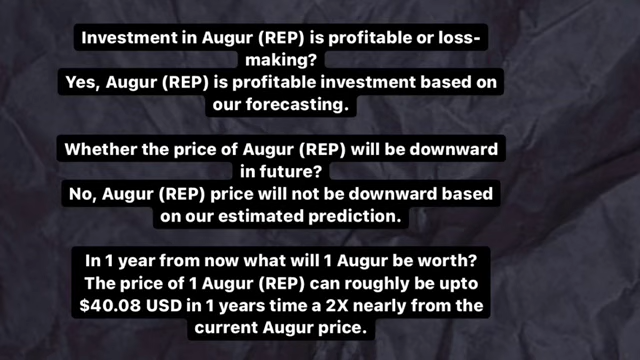 Investment in Augur (REP) is profitable or loss-
making?
Yes, Augur (REP) is profitable investment based on
our forecasting.
Whether the price of Augur (REP) will be downward
in future?
No, Augur (REP) price will not be downward based
on our estimated prediction.
In 1 year from now what will 1 Augur be worth?
The price of 1 Augur (REP) can roughly be upto
$40.08 USD in 1 years time a 2X nearly from the
current Augur price.